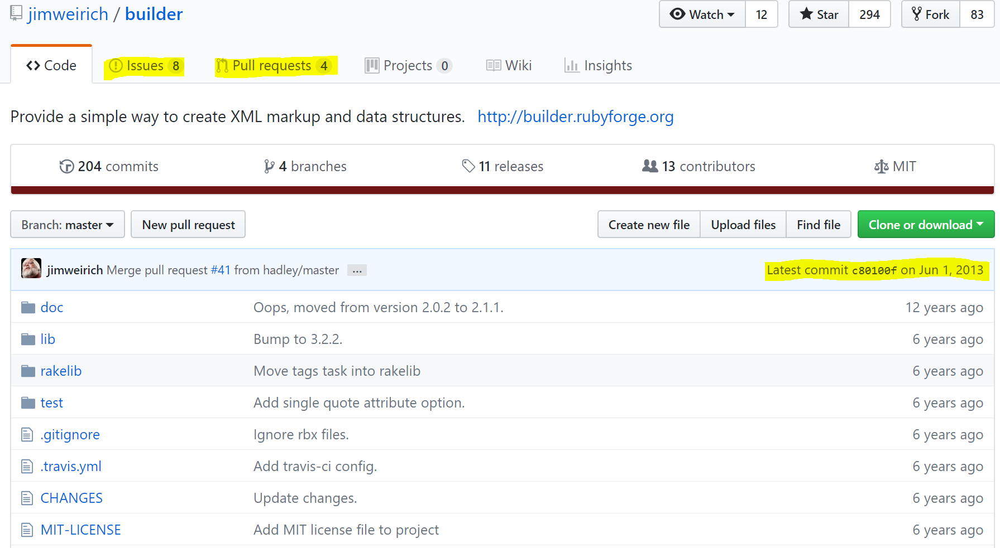 jimweirich / builder Watch 12 Star 294 Fork 83
Code Issues 8 Pull requests 4 Projects 0 Wiki Insights
Provide a simple way to create XML markup and data structures. http://builder.rubyforge.org
204 commits 4 branches 11 releases 13 contributors MIT
Branch: master New pull request Create new file Upload files Find file Clone or download
jimweirich Merge pull request #41 from hadley/master ... Latest commit c80100f on Jun 1, 2013
doc Oops, moved from version 2.0.2 to 2.1.1. 12 years ago
lib Bump to 3.2.2. 6 years ago
rakelib Move tags task into rakelib 6 years ago
test Add single quote attribute option. 6 years ago
.gitignore Ignore rbx files. 6 years ago
.travis.yml Add travis-ci config. 6 years ago
CHANGES Update changes. 6 years ago
MIT-LICENSE Add MIT license file to project 6 years ago